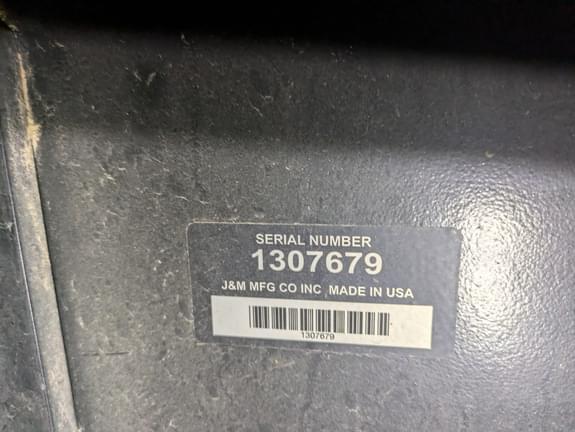 SERIAL NUMBER
1307679
J&M MFG CO INC MADE IN USA
1307679